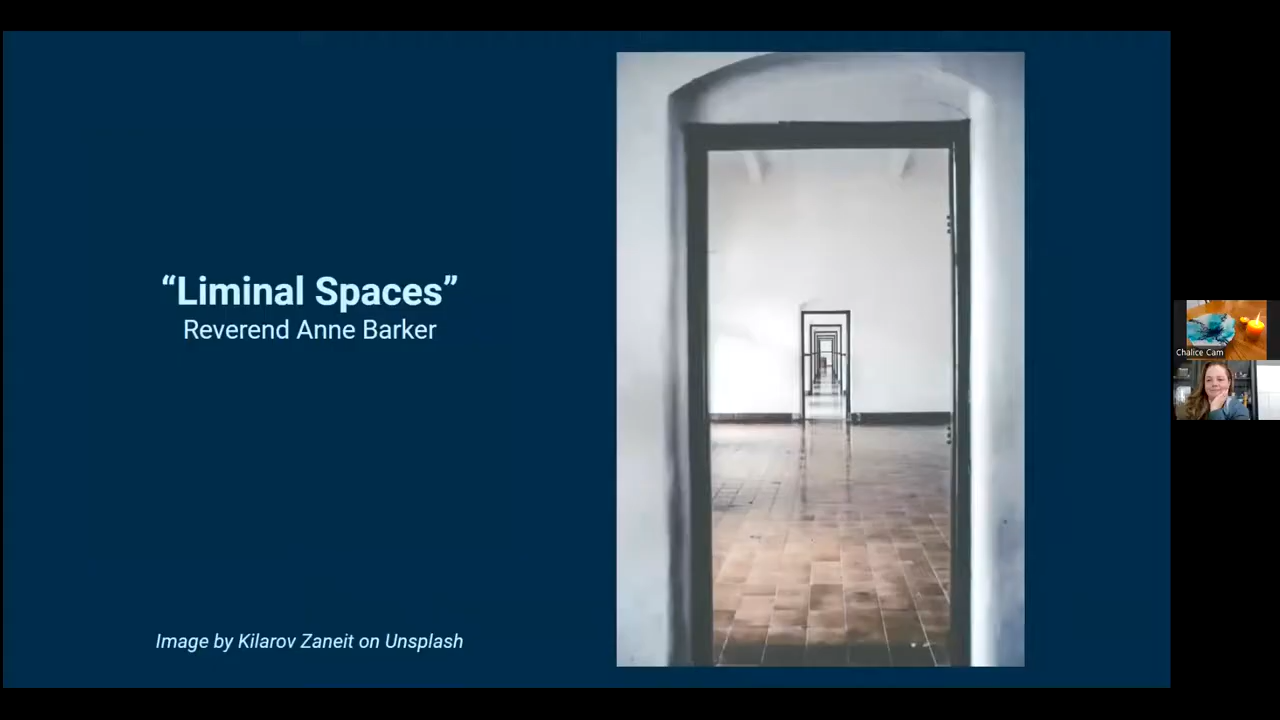 “Liminal Spaces”
Reverend Anne Barker
Image by Kilarov Zaneit on Unsplash
Chalice Cam